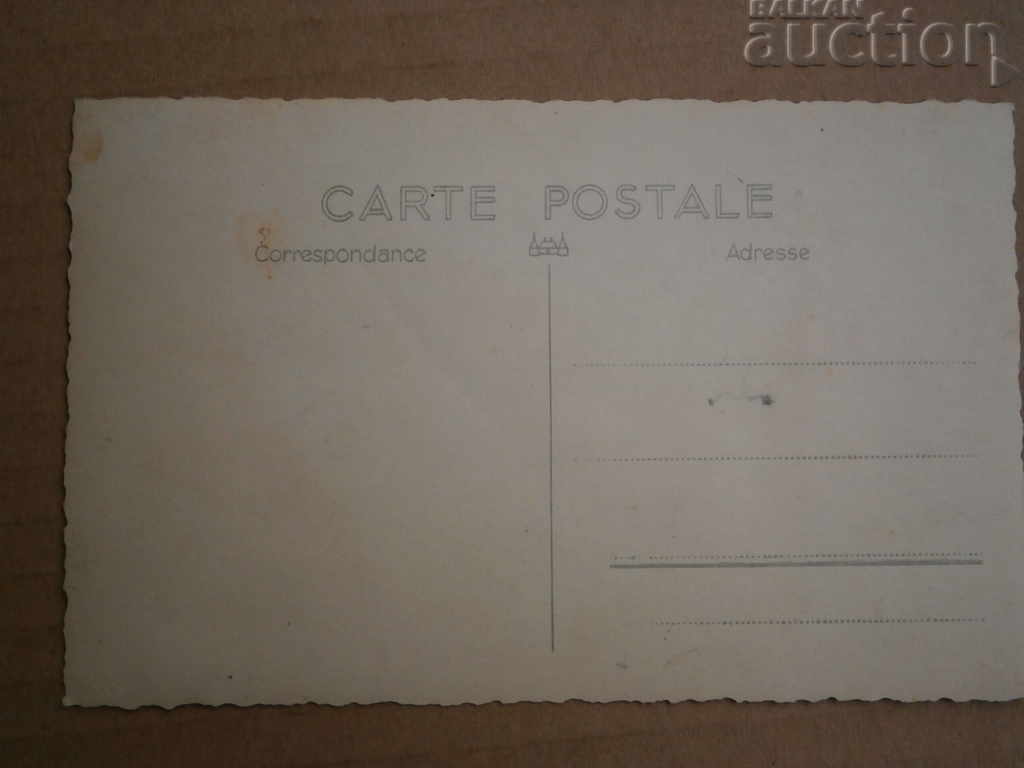 BALKAN
auction
CARTE POSTALE
Correspondance
Adresse